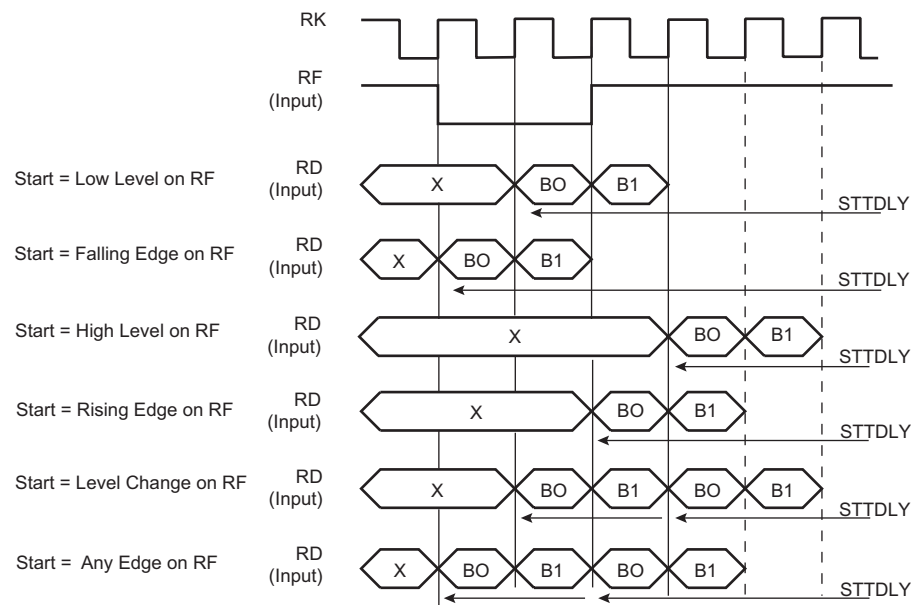 RK
RF
(Input)
Start = Low Level on RF
RD
(Input)
X
BO
B1
STTDLY
Start = Falling Edge on RF
RD
(Input)
X
BO
B1
STTDLY
Start = High Level on RF
RD
(Input)
X
BO
B1
STTDLY
Start = Rising Edge on RF
RD
(Input)
X
BO
B1
STTDLY
Start = Level Change on RF
RD
(Input)
X
BO
B1
BO
B1
STTDLY
Start = Any Edge on RF
RD
(Input)
X
BO
B1
BO
B1
STTDLY